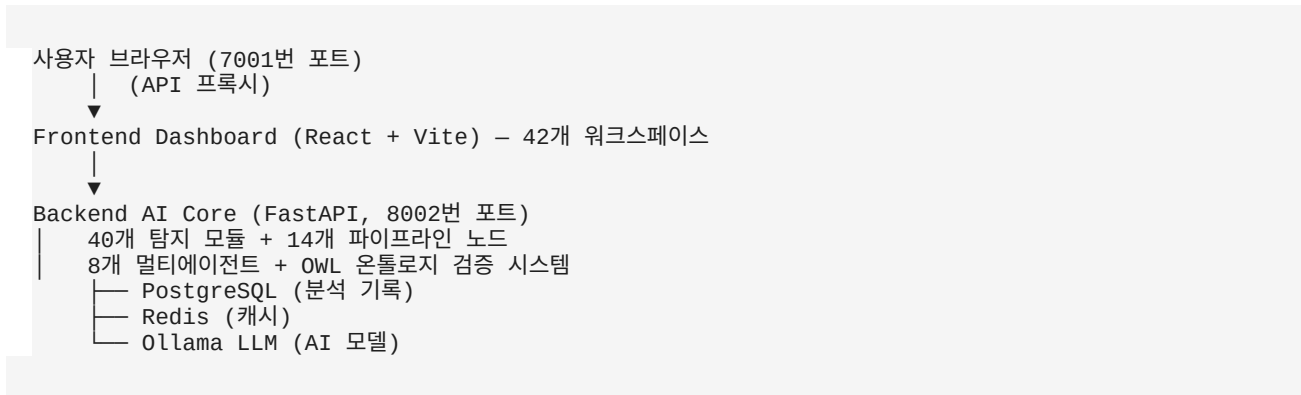 사용자 브라우저 (7001번 포트)
│ (API 프록시)
▼
Frontend Dashboard (React + Vite) — 42개 워크스페이스
│
▼
Backend AI Core (FastAPI, 8002번 포트)
│ 40개 탐지 모듈 + 14개 파이프라인 노드
│ 8개 멀티에이전트 + OWL 온톨로지 검증 시스템
├── PostgreSQL (분석 기록)
├── Redis (캐시)
└── Ollama LLM (AI 모델)